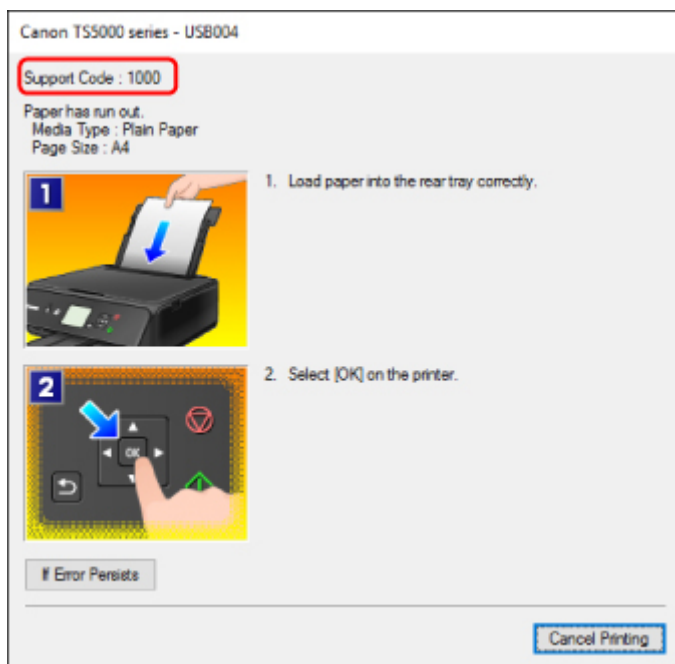 Canon TS5000 series - USB004
Support Code : 1000
Paper has run out.
Media Type : Plain Paper
Page Size : A4
1
1. Load paper into the rear tray correctly.
2
2. Select [OK] on the printer.
OK
If Error Persists
Cancel Printing